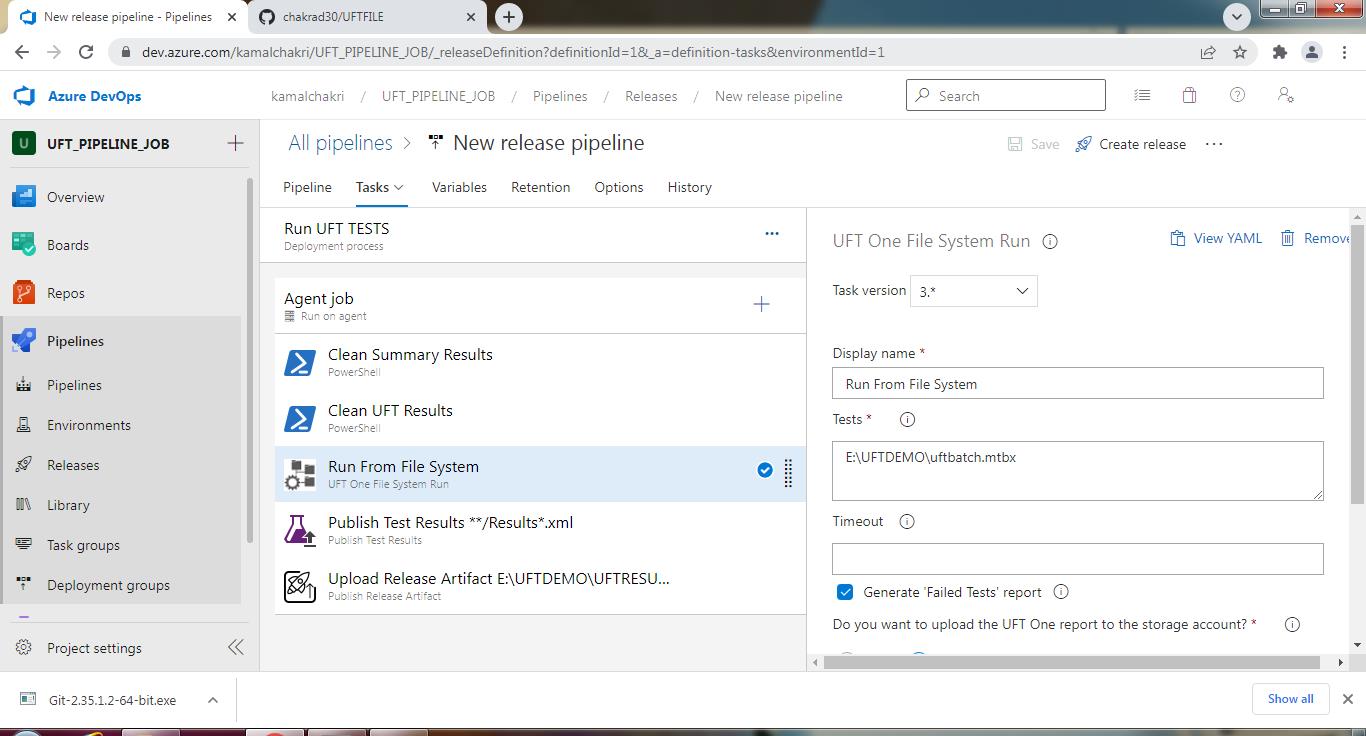 New release pipeline - Pipelines
chakrad30/UFTFILE
dev.azure.com/kamalchakri/UFT_PIPELINE_JOB/_releaseDefinition?definitionId=1&_a=definition-tasks&environmentId=1
Azure DevOps
kamalchakri / UFT_PIPELINE_JOB / Pipelines / Releases / New release pipeline
Search
U UFT_PIPELINE_JOB
All pipelines > New release pipeline
Save
Create release
Pipeline
Tasks
Variables
Retention
Options
History
Overview
Boards
Repos
Pipelines
Pipelines
Environments
Releases
Library
Task groups
Deployment groups
Project settings
Run UFT TESTS
Deployment process
Agent job
Run on agent
Clean Summary Results
PowerShell
Clean UFT Results
PowerShell
Run From File System
UFT One File System Run
Publish Test Results **/Results*.xml
Publish Test Results
Upload Release Artifact E:\UFTDEMO\UFTRESU...
Publish Release Artifact
UFT One File System Run
View YAML
Remove
Task version 3.*
Display name *
Run From File System
Tests *
E:\UFTDEMO\uftbatch.mtbx
Timeout
Generate 'Failed Tests' report
Do you want to upload the UFT One report to the storage account? *
Git-2.35.1.2-64-bit.exe
Show all